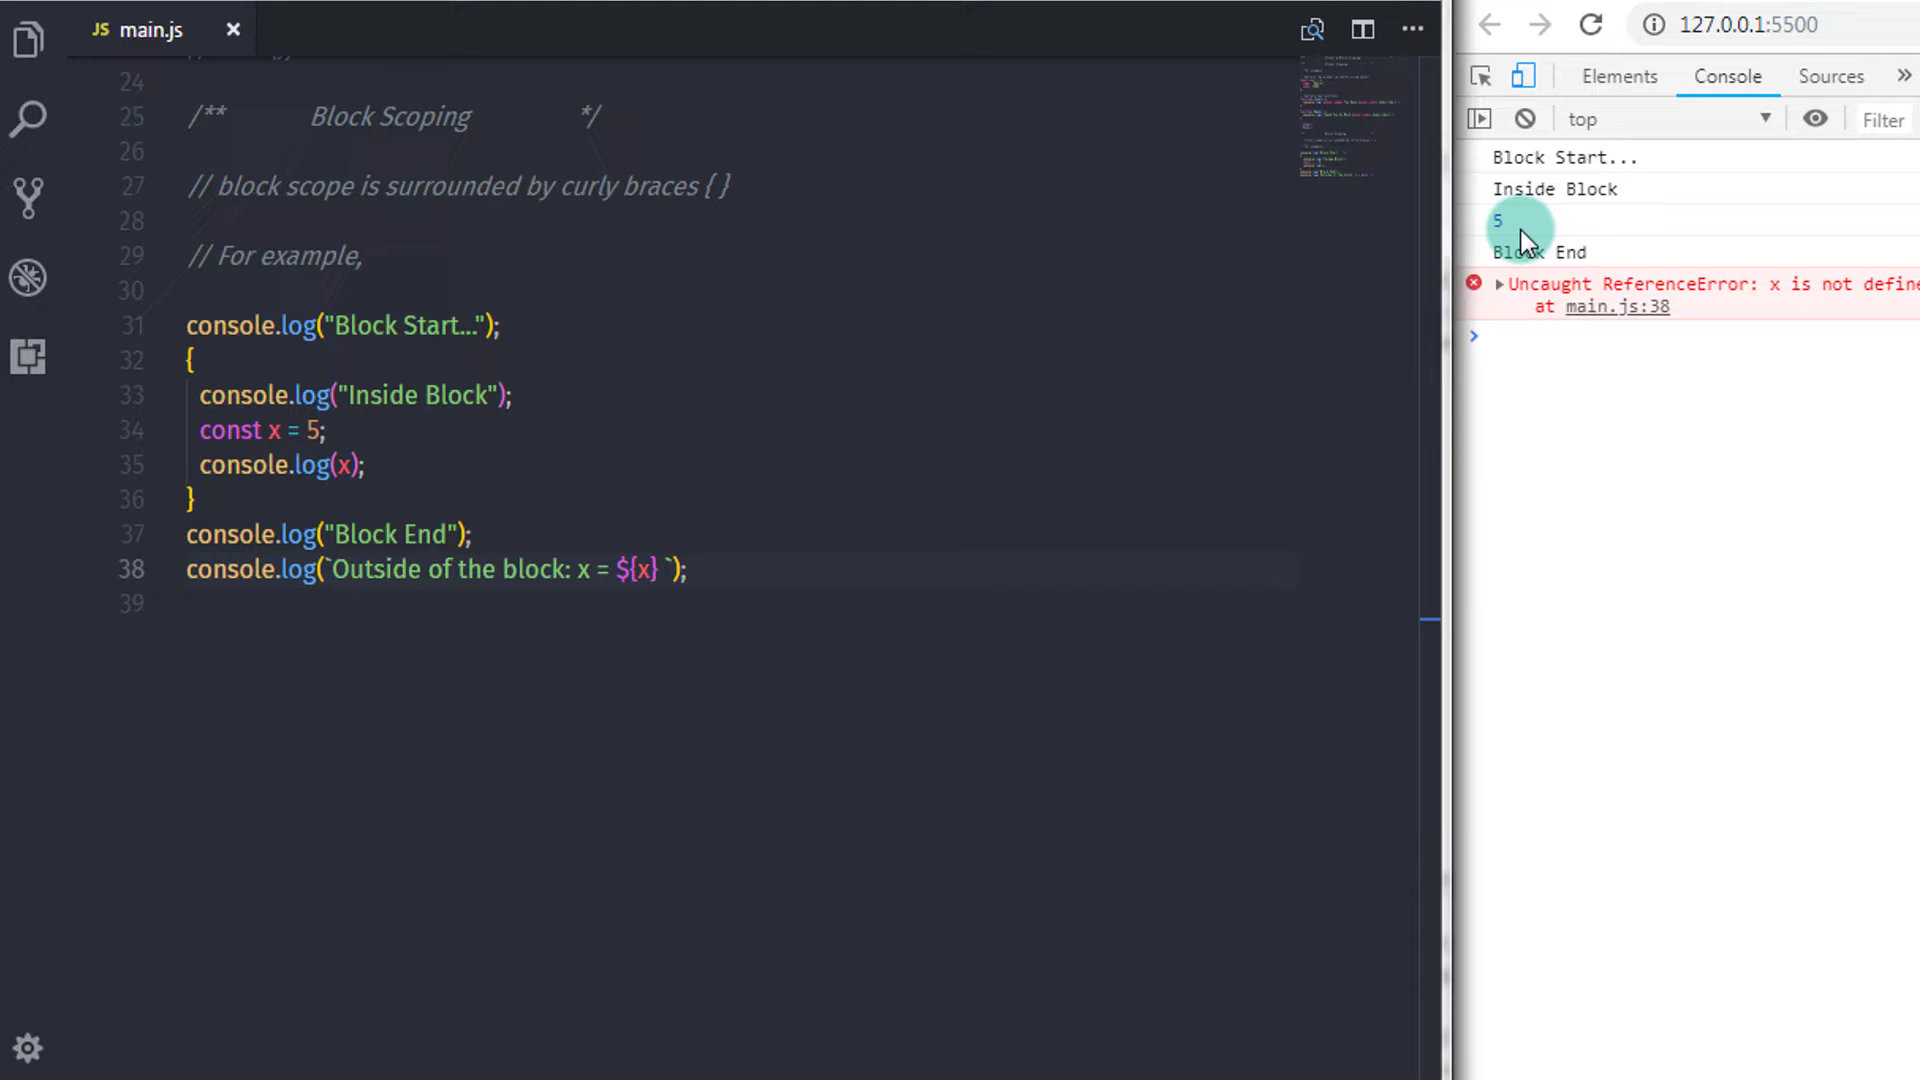 JS main.js
24
25 /** Block Scoping */
26
27 // block scope is surrounded by curly braces { }
28
29 // For example,
30
31 console.log("Block Start...");
32 {
33 console.log("Inside Block");
34 const x = 5;
35 console.log(x);
36 }
37 console.log("Block End");
38 console.log(`Outside of the block: x = ${x} `);
39
127.0.0.1:5500
Elements Console Sources »
top Filter
Block Start...
Inside Block
5
Block End
Uncaught ReferenceError: x is not define
at main.js:38